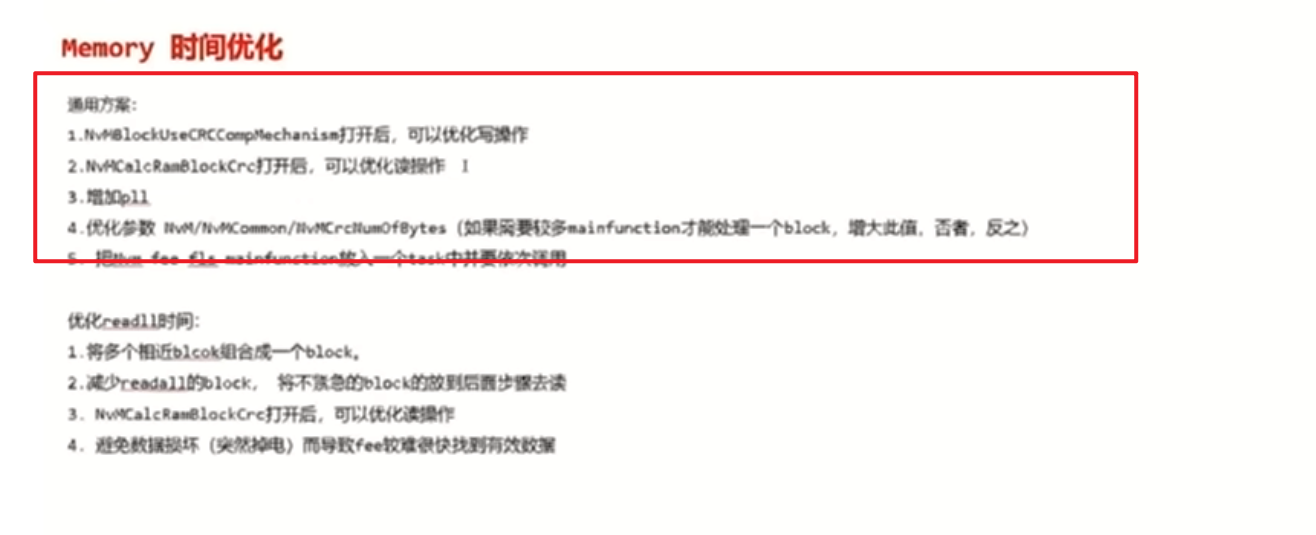 Memory 时间优化
通用方案：
1.NvMBlockUseCRCCompMechanism打开后，可以优化写操作
2.NvMCalcRamBlockCrc打开后，可以优化读操作
3.增加pll
4.优化参数 NvM/NvMCommon/NvMCrcNumOfBytes（如果需要较多mainfunction才能处理一个block，增大此值，否者，反之）
5. 把Nvm fee fls mainfunction放入一个task中并要依次调用
优化readll时间：
1.将多个相近blcok组合成一个block。
2.减少readall的block， 将不紧急的block的放到后面步骤去读
3. NvMCalcRamBlockCrc打开后，可以优化读操作
4. 避免数据损坏（突然掉电）而导致fee较难很快找到有效数据